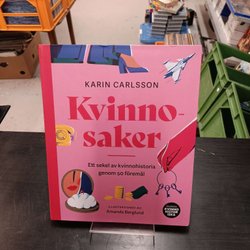 KARIN CARLSSON
Kvinno-
saker
Ett sekel av kvinnohistoria
genom 50 föremål
ILLUSTRATIONER AV
Amanda Berglund